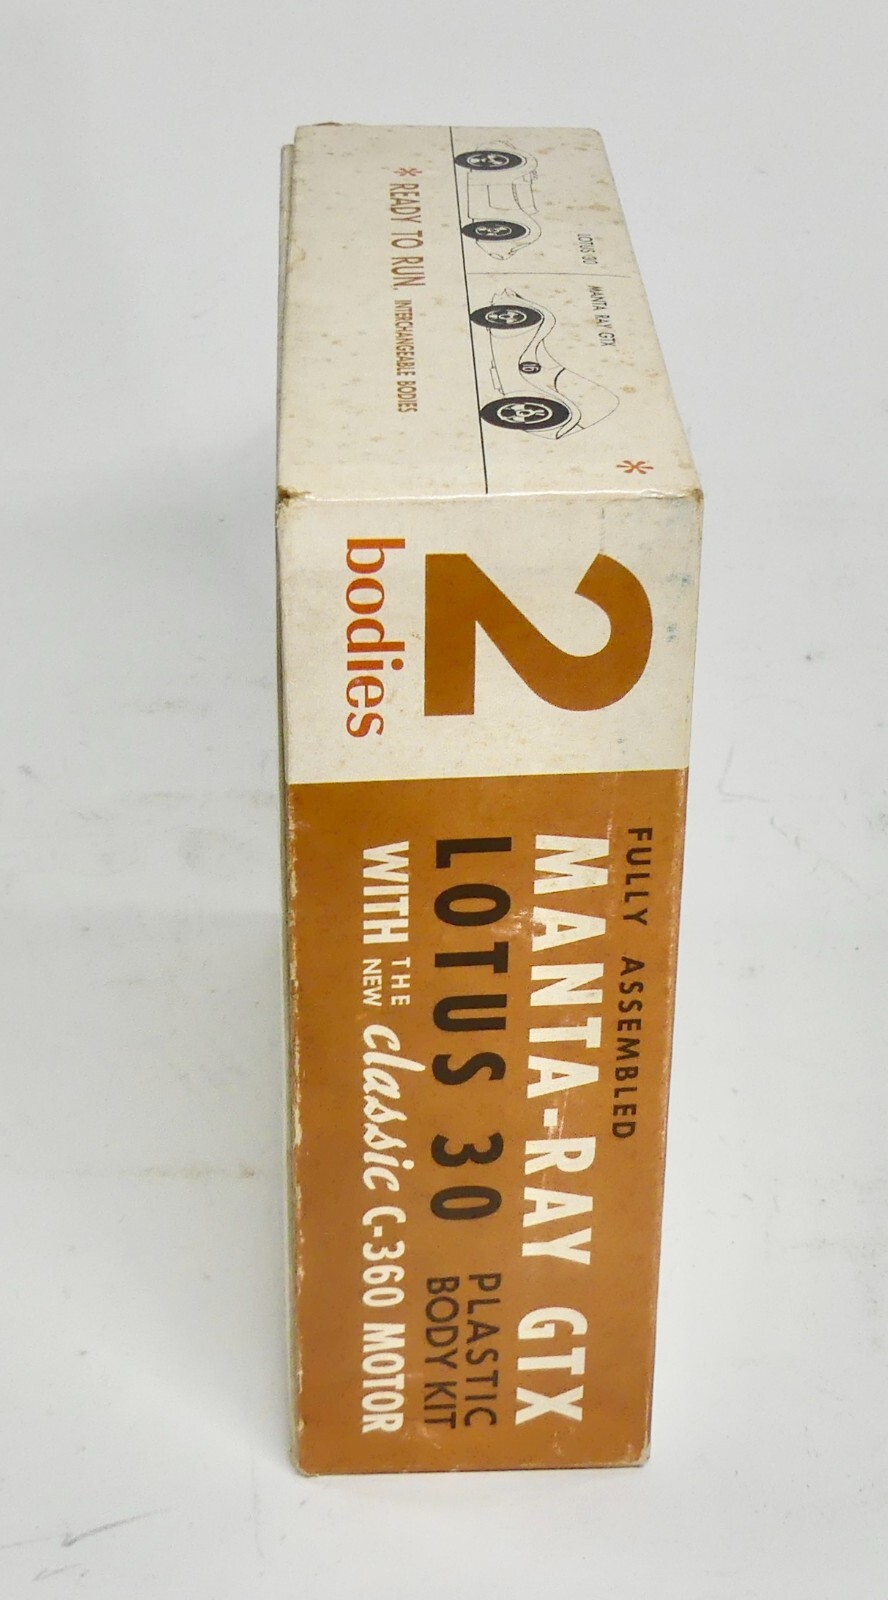 LOTUS 30
MANTA RAY GTX
16
* READY TO RUN. INTERCHANGEABLE BODIES
*
2
bodies
FULLY ASSEMBLED
MANTA-RAY GTX
LOTUS 30 PLASTIC BODY KIT
WITH THE NEW classic C-360 MOTOR